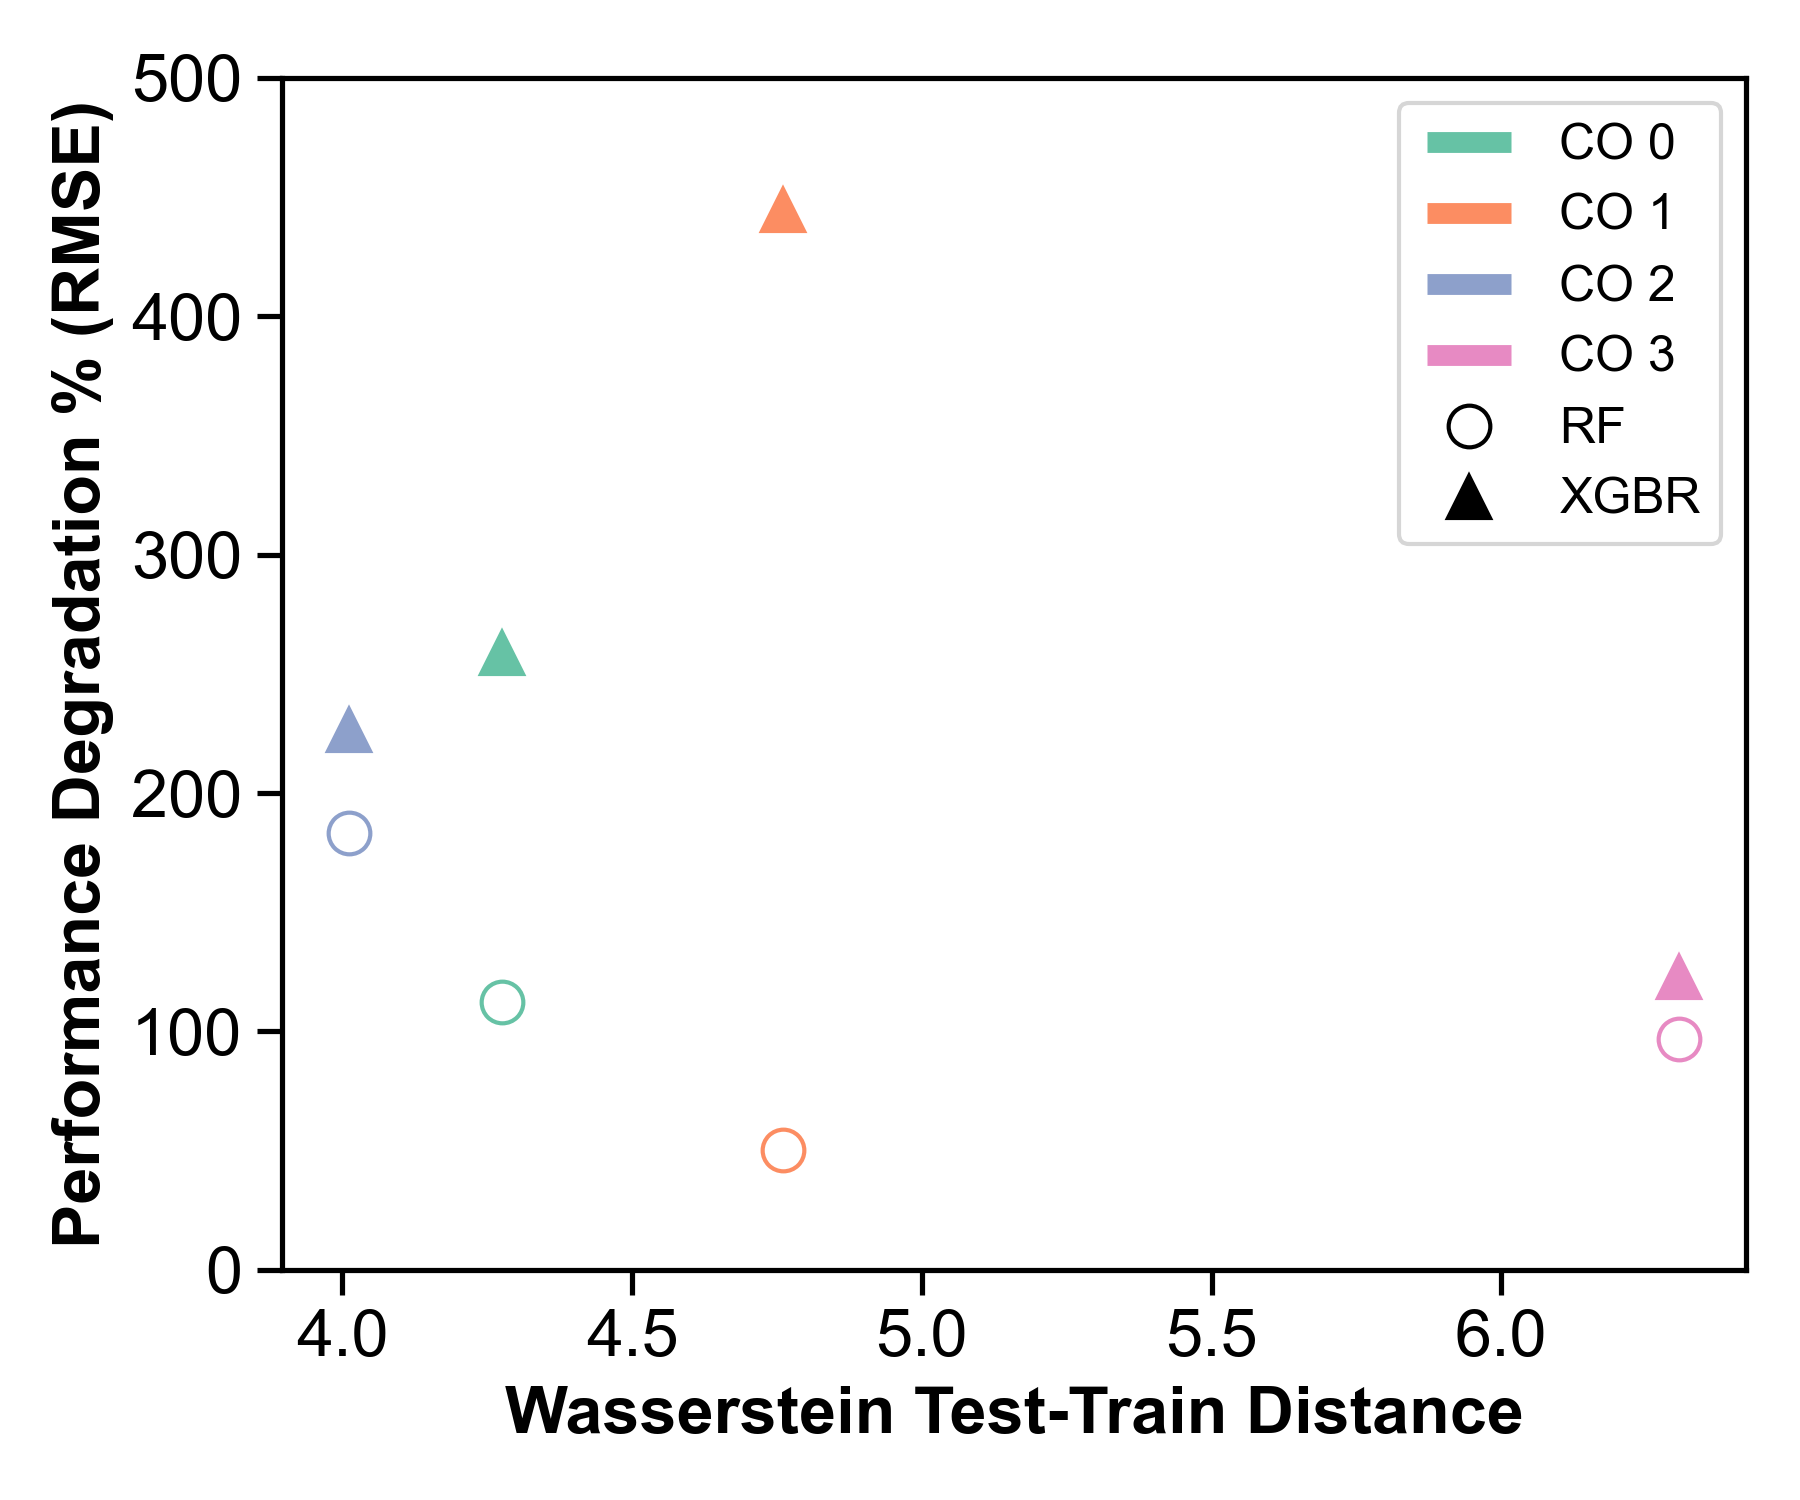 Performance Degradation % (RMSE)
500
400
300
200
100
0
4.0 4.5 5.0 5.5 6.0
Wasserstein Test-Train Distance
CO 0
CO 1
CO 2
CO 3
RF
XGBR